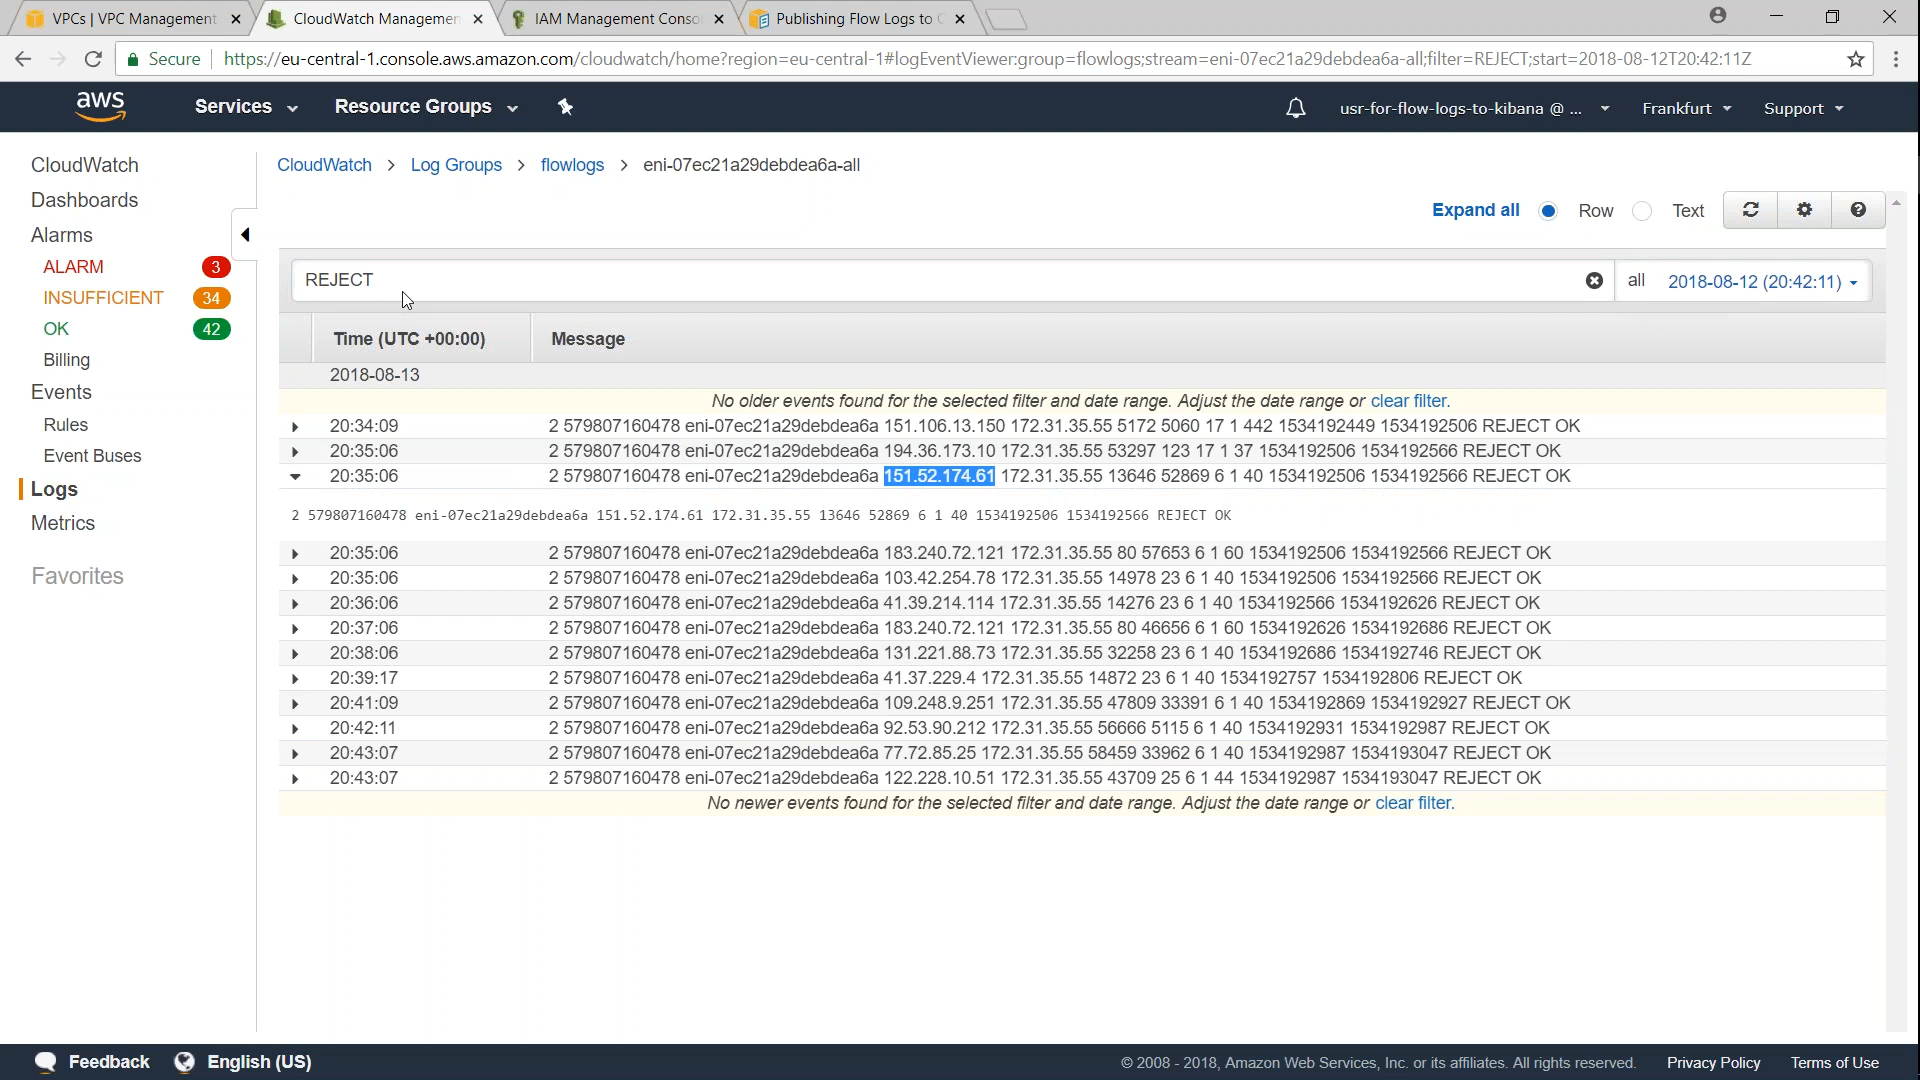 VPCs | VPC Management
CloudWatch Managemen
IAM Management Conso
Publishing Flow Logs to C
Secure
https://eu-central-1.console.aws.amazon.com/cloudwatch/home?region=eu-central-1#logEventViewer:group=flowlogs;stream=eni-07ec21a29debdea6a-all;filter=REJECT;start=2018-08-12T20:42:11Z
aws
Services
Resource Groups
usr-for-flow-logs-to-kibana @ ...
Frankfurt
Support
CloudWatch
Dashboards
Alarms
ALARM 3
INSUFFICIENT 34
OK 42
Billing
Events
Rules
Event Buses
Logs
Metrics
Favorites
CloudWatch > Log Groups > flowlogs > eni-07ec21a29debdea6a-all
Expand all Row Text
REJECT
all 2018-08-12 (20:42:11)
Time (UTC +00:00) Message
2018-08-13
No older events found for the selected filter and date range. Adjust the date range or clear filter.
20:34:09 2 579807160478 eni-07ec21a29debdea6a 151.106.13.150 172.31.35.55 5172 5060 17 1 442 1534192449 1534192506 REJECT OK
20:35:06 2 579807160478 eni-07ec21a29debdea6a 194.36.173.10 172.31.35.55 53297 123 17 1 37 1534192506 1534192566 REJECT OK
20:35:06 2 579807160478 eni-07ec21a29debdea6a 151.52.174.61 172.31.35.55 13646 52869 6 1 40 1534192506 1534192566 REJECT OK
2 579807160478 eni-07ec21a29debdea6a 151.52.174.61 172.31.35.55 13646 52869 6 1 40 1534192506 1534192566 REJECT OK
20:35:06 2 579807160478 eni-07ec21a29debdea6a 183.240.72.121 172.31.35.55 80 57653 6 1 60 1534192506 1534192566 REJECT OK
20:35:06 2 579807160478 eni-07ec21a29debdea6a 103.42.254.78 172.31.35.55 14978 23 6 1 40 1534192506 1534192566 REJECT OK
20:36:06 2 579807160478 eni-07ec21a29debdea6a 41.39.214.114 172.31.35.55 14276 23 6 1 40 1534192566 1534192626 REJECT OK
20:37:06 2 579807160478 eni-07ec21a29debdea6a 183.240.72.121 172.31.35.55 80 46656 6 1 60 1534192626 1534192686 REJECT OK
20:38:06 2 579807160478 eni-07ec21a29debdea6a 131.221.88.73 172.31.35.55 32258 23 6 1 40 1534192686 1534192746 REJECT OK
20:39:17 2 579807160478 eni-07ec21a29debdea6a 41.37.229.4 172.31.35.55 14872 23 6 1 40 1534192757 1534192806 REJECT OK
20:41:09 2 579807160478 eni-07ec21a29debdea6a 109.248.9.251 172.31.35.55 47809 33391 6 1 40 1534192869 1534192927 REJECT OK
20:42:11 2 579807160478 eni-07ec21a29debdea6a 92.53.90.212 172.31.35.55 56666 5115 6 1 40 1534192931 1534192987 REJECT OK
20:43:07 2 579807160478 eni-07ec21a29debdea6a 77.72.85.25 172.31.35.55 58459 33962 6 1 40 1534192987 1534193047 REJECT OK
20:43:07 2 579807160478 eni-07ec21a29debdea6a 122.228.10.51 172.31.35.55 43709 25 6 1 44 1534192987 1534193047 REJECT OK
No newer events found for the selected filter and date range. Adjust the date range or clear filter.
Feedback
English (US)
© 2008 - 2018, Amazon Web Services, Inc. or its affiliates. All rights reserved.
Privacy Policy
Terms of Use